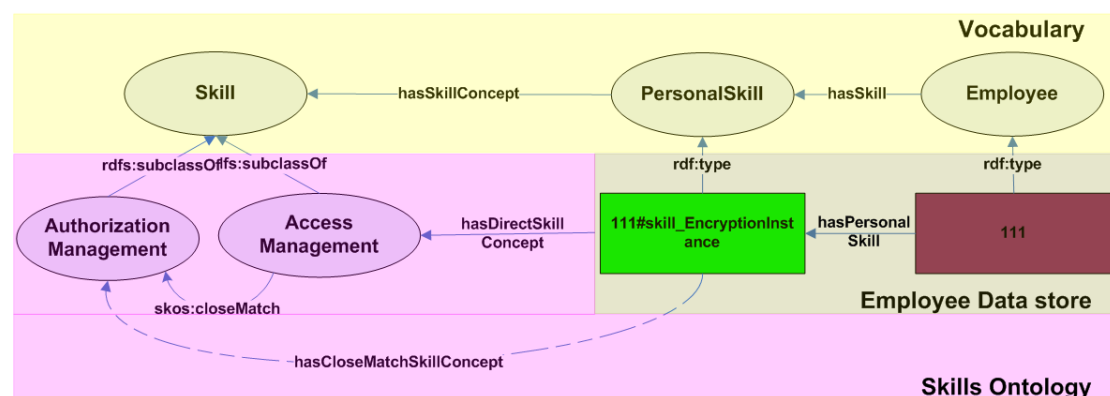 Vocabulary
Skill
hasSkillConcept
PersonalSkill
hasSkill
Employee
rdfs:subclassOf
dfs:subclassOf
rdf:type
rdf:type
Authorization
Management
Access
Management
hasDirectSkill
Concept
111#skill_EncryptionInst
ance
hasPersonal
Skill
111
skos:closeMatch
Employee Data store
hasCloseMatchSkillConcept
Skills Ontology